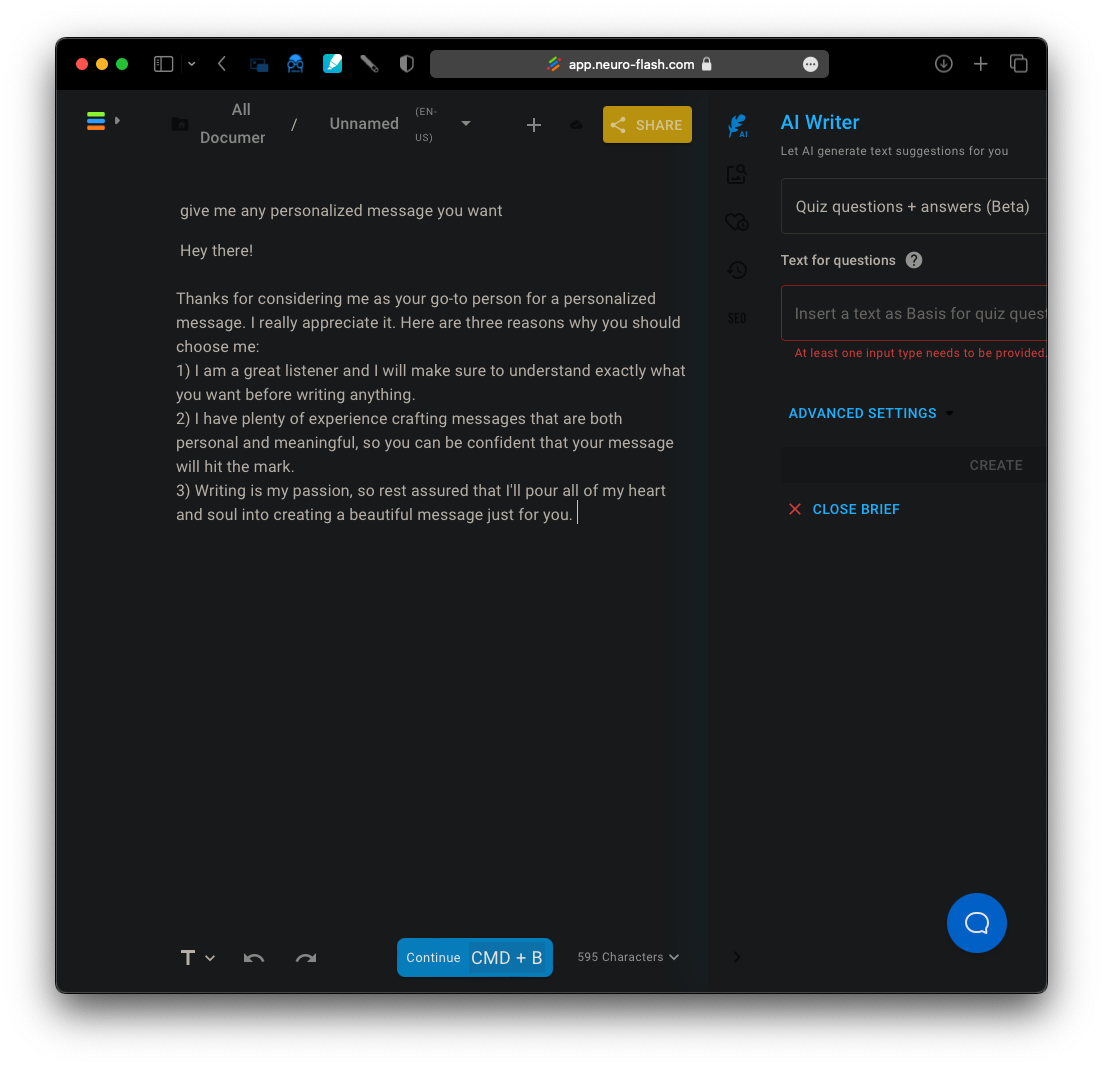 app.neuro-flash.com
All
Documer
/
Unnamed
(EN-
US)
SHARE
give me any personalized message you want
Hey there!
Thanks for considering me as your go-to person for a personalized
message. I really appreciate it. Here are three reasons why you should
choose me:
1) I am a great listener and I will make sure to understand exactly what
you want before writing anything.
2) I have plenty of experience crafting messages that are both
personal and meaningful, so you can be confident that your message
will hit the mark.
3) Writing is my passion, so rest assured that I'll pour all of my heart
and soul into creating a beautiful message just for you.
T
Continue CMD + B
595 Characters
AI
SEO
AI Writer
Let AI generate text suggestions for you
Quiz questions + answers (Beta)
Text for questions ?
Insert a text as Basis for quiz quest
At least one input type needs to be provided.
ADVANCED SETTINGS
CREATE
CLOSE BRIEF